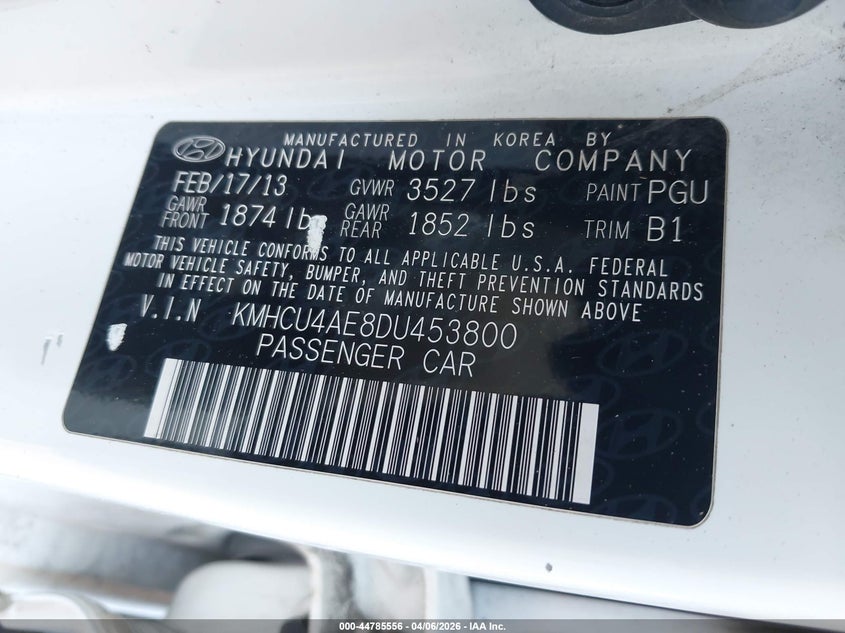 MANUFACTURED IN KOREA BY
HYUNDAI MOTOR COMPANY
FEB/17/13 GVWR 3527 lbs PAINT PGU
GAWR FRONT 1874 lbs GAWR REAR 1852 lbs TRIM B1
THIS VEHICLE CONFORMS TO ALL APPLICABLE U.S.A. FEDERAL
MOTOR VEHICLE SAFETY, BUMPER, AND THEFT PREVENTION STANDARDS
IN EFFECT ON THE DATE OF MANUFACTURE SHOWN ABOVE
V.I.N KMHCU4AE8DU453800
PASSENGER CAR
000-44785556 | 04/06/2026 | IAA Inc.